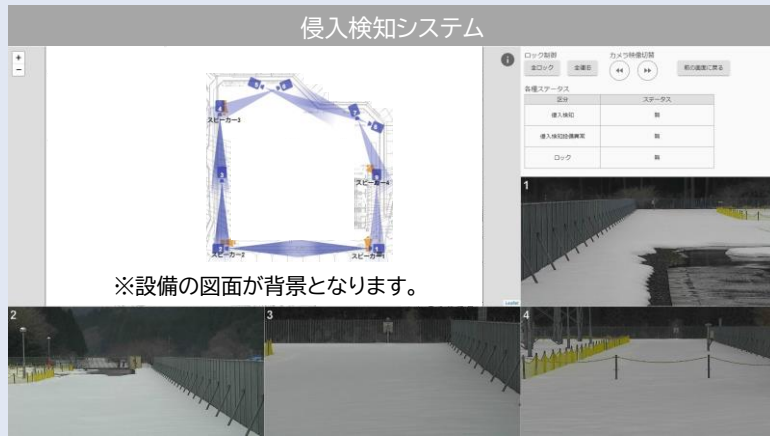 侵入検知システム
+
−
i
スピーカー3
スピーカー4
スピーカー2
スピーカー1
※設備の図面が背景となります。
Leaflet
ロック制御
カメラ映像切替
全ロック
前の画面に戻る
各種ステータス
区分
ステータス
侵入検知
無
侵入検知設備異常
無
ロック
無
1
2
3
4